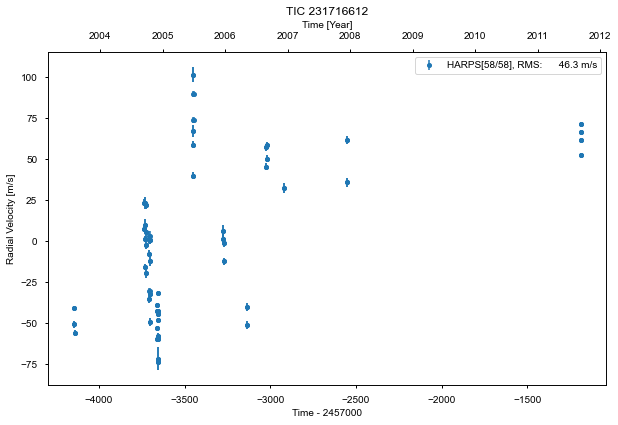 TIC 231716612
Time [Year]
2004 2005 2006 2007 2008 2009 2010 2011 2012
HARPS[58/58], RMS: 46.3 m/s
100
75
50
25
0
−25
−50
−75
Radial Velocity [m/s]
−4000 −3500 −3000 −2500 −2000 −1500
Time - 2457000